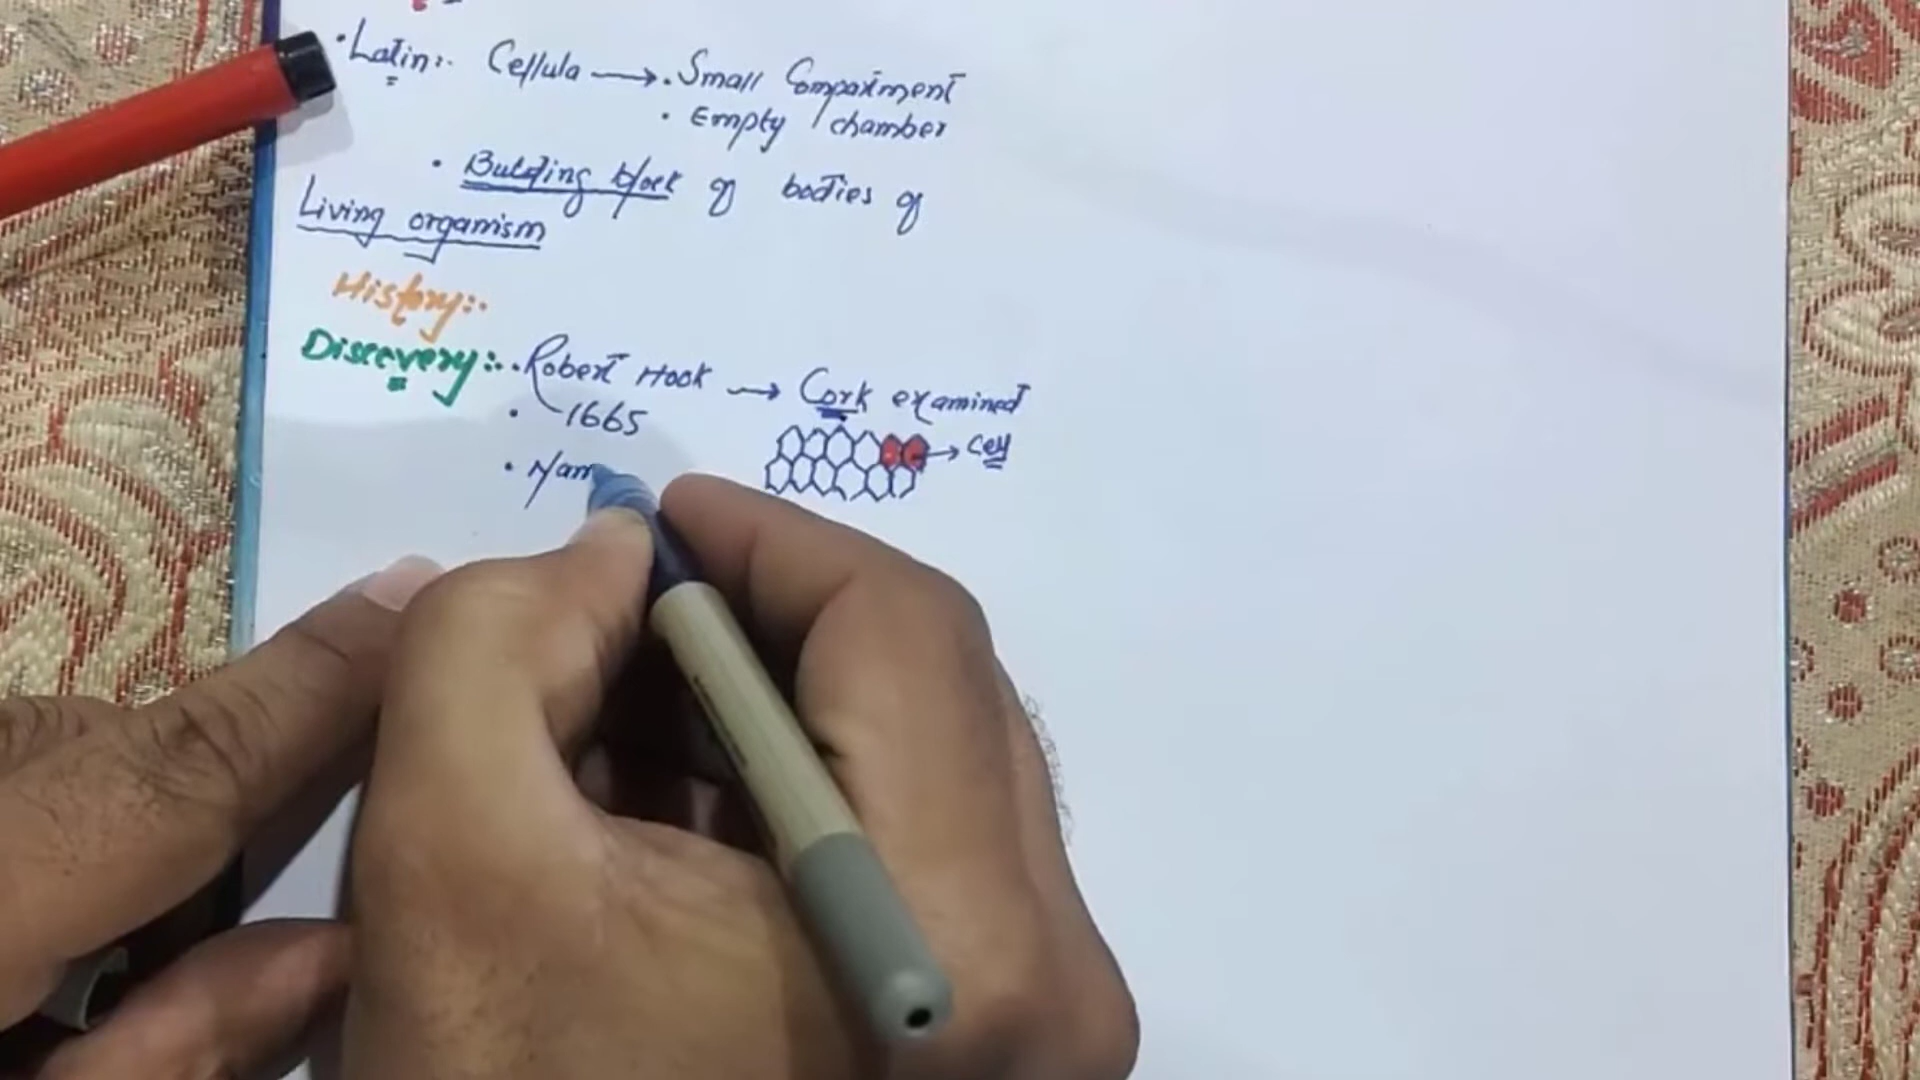 • Latin:- Cellula → • Small Compartment
• Empty chamber
• Building block of bodies of
Living organism
History:-
Discovery:- • Robert Hook → Cork examined
• 1665
→ Cell
• Nam